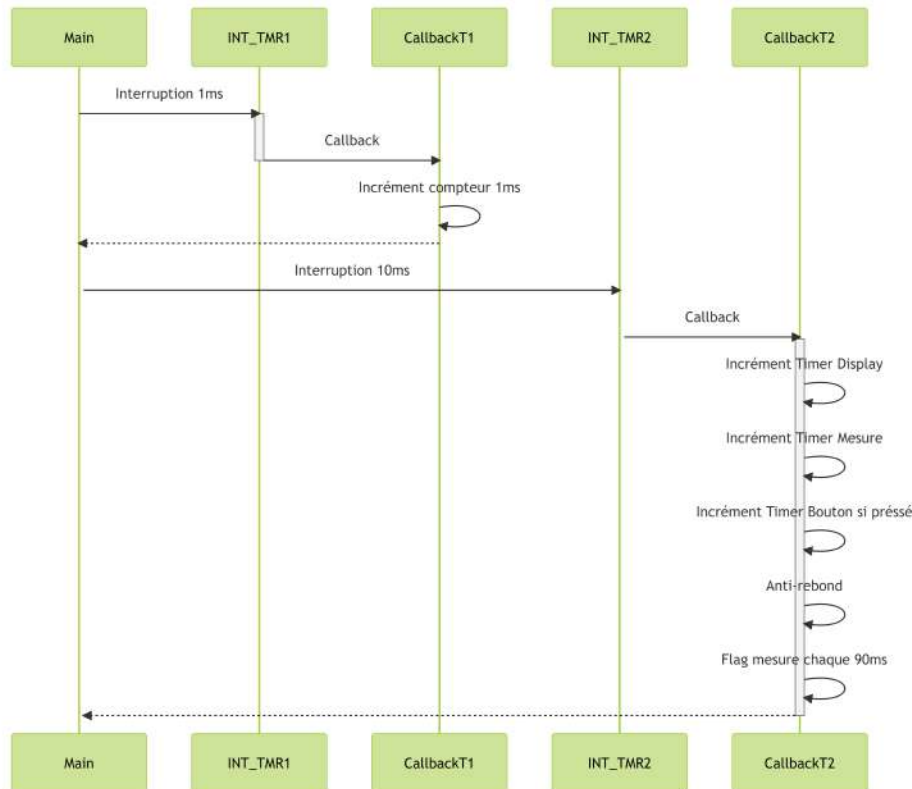 Main INT_TMR1 CallbackT1 INT_TMR2 CallbackT2
Interruption 1ms
Callback
Incrément compteur 1ms
Interruption 10ms
Callback
Incrément Timer Display
Incrément Timer Mesure
Incrément Timer Bouton si préssé
Anti-rebond
Flag mesure chaque 90ms
Main INT_TMR1 CallbackT1 INT_TMR2 CallbackT2